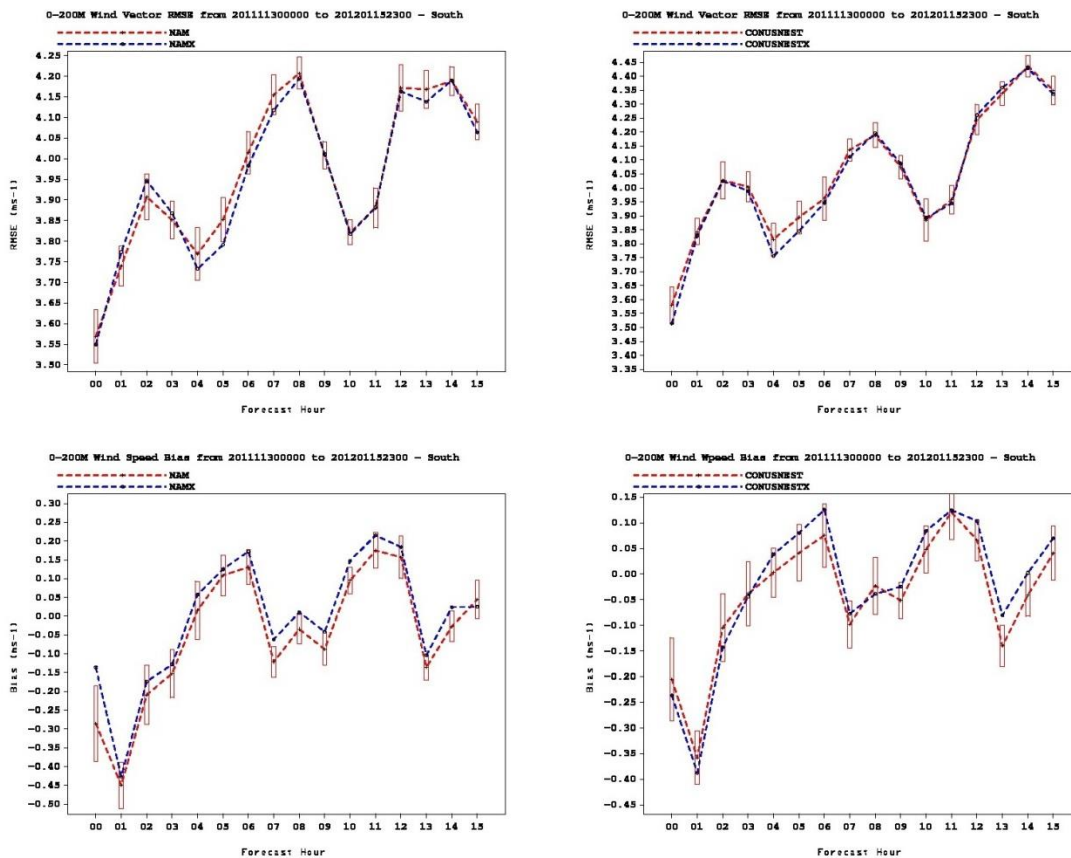 0-200M Wind Vector RMSE from 201111300000 to 201201152300 - South
NAM
NAMX
4.25
4.20
4.15
4.10
4.05
4.00
3.95
3.90
3.85
3.80
3.75
3.70
3.65
3.60
3.55
3.50
RMSE (ms-1)
00 01 02 03 04 05 06 07 08 09 10 11 12 13 14 15
Forecast Hour
0-200M Wind Vector RMSE from 201111300000 to 201201152300 - South
CONUSNEST
CONUSNESTX
4.45
4.40
4.35
4.30
4.25
4.20
4.15
4.10
4.05
4.00
3.95
3.90
3.85
3.80
3.75
3.70
3.65
3.60
3.55
3.50
3.45
3.40
3.35
RMSE (ms-1)
00 01 02 03 04 05 06 07 08 09 10 11 12 13 14 15
Forecast Hour
0-200M Wind Speed Bias from 201111300000 to 201201152300 - South
NAM
NAMX
0.30
0.25
0.20
0.15
0.10
0.05
0.00
-0.05
-0.10
-0.15
-0.20
-0.25
-0.30
-0.35
-0.40
-0.45
-0.50
Bias (ms-1)
00 01 02 03 04 05 06 07 08 09 10 11 12 13 14 15
Forecast Hour
0-200M Wind Wpeed Bias from 201111300000 to 201201152300 - South
CONUSNEST
CONUSNESTX
0.15
0.10
0.05
0.00
-0.05
-0.10
-0.15
-0.20
-0.25
-0.30
-0.35
-0.40
-0.45
Bias (ms-1)
00 01 02 03 04 05 06 07 08 09 10 11 12 13 14 15
Forecast Hour